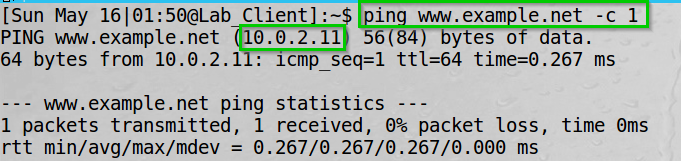 [Sun May 16|01:50@Lab_Client]:~$ ping www.example.net -c 1
PING www.example.net (10.0.2.11) 56(84) bytes of data.
64 bytes from 10.0.2.11: icmp_seq=1 ttl=64 time=0.267 ms

--- www.example.net ping statistics ---
1 packets transmitted, 1 received, 0% packet loss, time 0ms
rtt min/avg/max/mdev = 0.267/0.267/0.267/0.000 ms